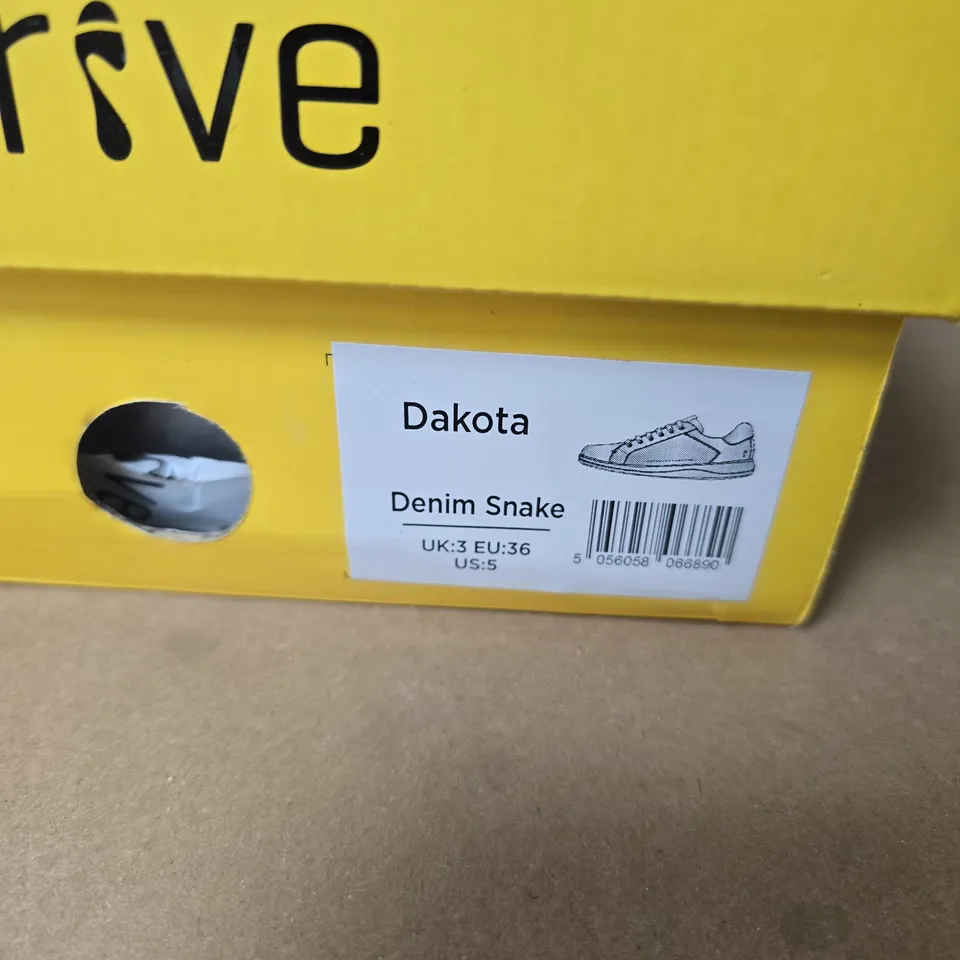 rive
Dakota
Denim Snake
UK:3 EU:36
US:5
5 056058 066890